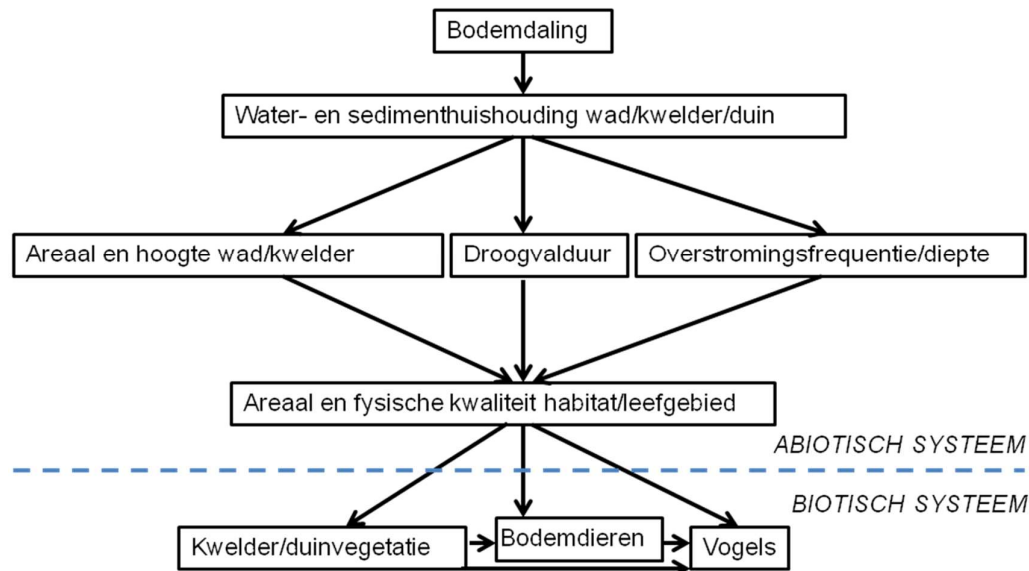 Bodemdaling
Water- en sedimenthuishouding wad/kwelder/duin
Areaal en hoogte wad/kwelder
Droogvalduur
Overstromingsfrequentie/diepte
Areaal en fysische kwaliteit habitat/leefgebied
ABIOTISCH SYSTEEM
BIOTISCH SYSTEEM
Kwelder/duinvegetatie
Bodemdieren
Vogels